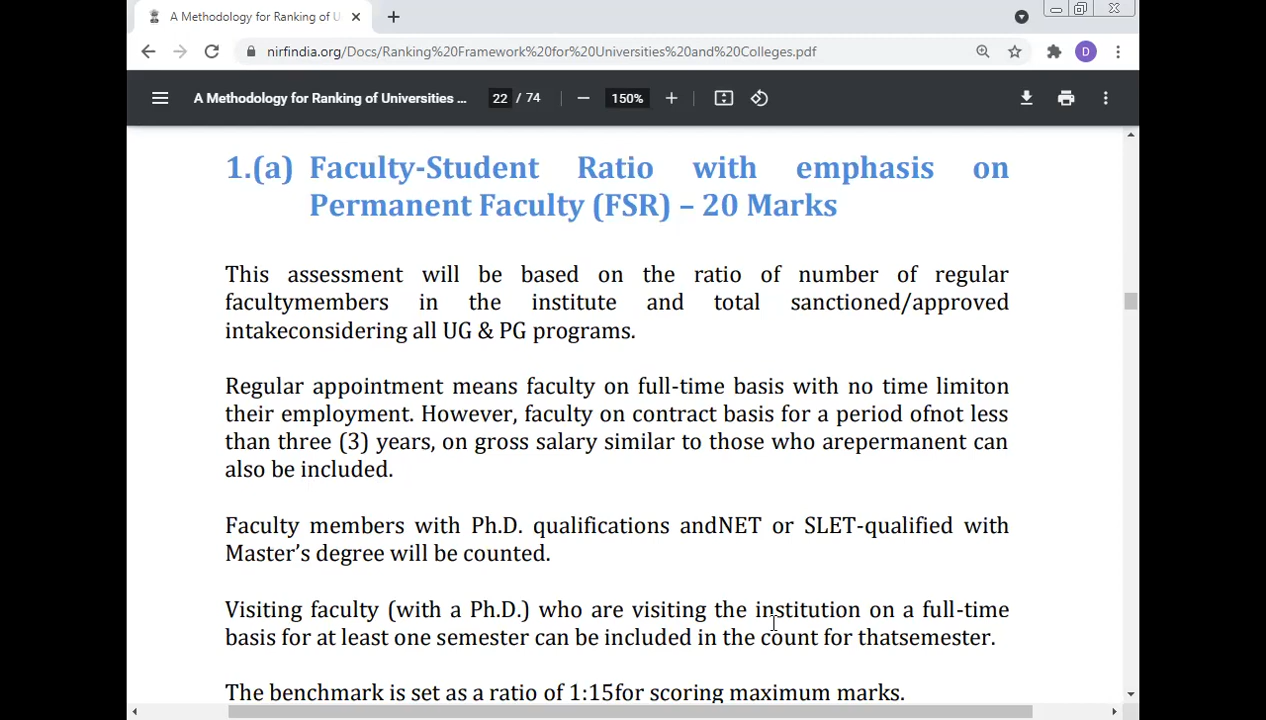 A Methodology for Ranking of U
nirfindia.org/Docs/Ranking%20Framework%20for%20Universities%20and%20Colleges.pdf
D
A Methodology for Ranking of Universities ... 22 / 74 150%
1.(a) Faculty-Student Ratio with emphasis on
Permanent Faculty (FSR) – 20 Marks
This assessment will be based on the ratio of number of regular
facultymembers in the institute and total sanctioned/approved
intakeconsidering all UG & PG programs.
Regular appointment means faculty on full-time basis with no time limiton
their employment. However, faculty on contract basis for a period ofnot less
than three (3) years, on gross salary similar to those who arepermanent can
also be included.
Faculty members with Ph.D. qualifications andNET or SLET-qualified with
Master’s degree will be counted.
Visiting faculty (with a Ph.D.) who are visiting the institution on a full-time
basis for at least one semester can be included in the count for thatsemester.
The benchmark is set as a ratio of 1:15for scoring maximum marks.